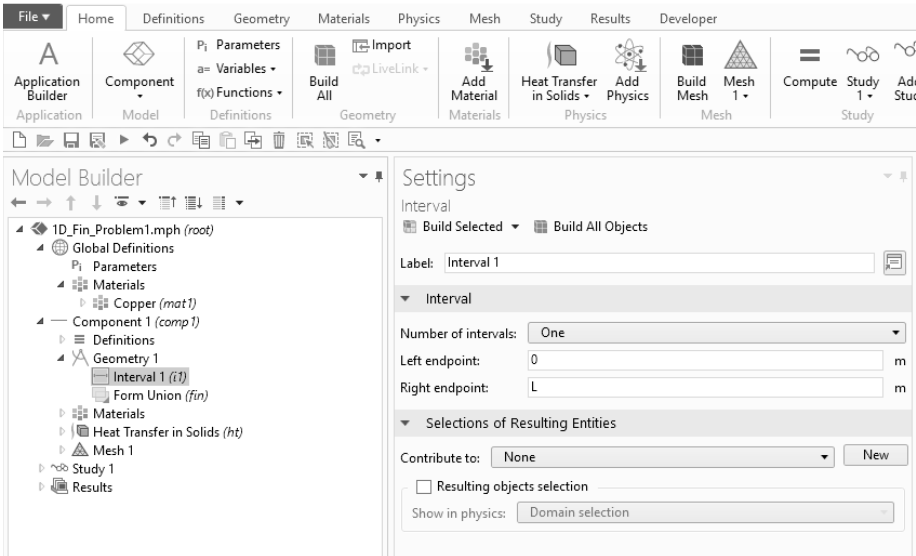 File ▾ Home Definitions Geometry Materials Physics Mesh Study Results Developer
A Application Builder
Component
Pi Parameters
a= Variables
f(x) Functions
Build All
Import
LiveLink
Add Material
Heat Transfer in Solids
Add Physics
Build Mesh
Mesh 1
Compute
Study 1
Application Model Definitions Geometry Materials Physics Mesh Study
Model Builder
1D_Fin_Problem1.mph (root)
Global Definitions
Pi Parameters
Materials
Copper (mat1)
Component 1 (comp1)
Definitions
Geometry 1
Interval 1 (i1)
Form Union (fin)
Materials
Heat Transfer in Solids (ht)
Mesh 1
Study 1
Results
Settings
Interval
Build Selected Build All Objects
Label: Interval 1
Interval
Number of intervals: One
Left endpoint: 0 m
Right endpoint: L m
Selections of Resulting Entities
Contribute to: None New
Resulting objects selection
Show in physics: Domain selection